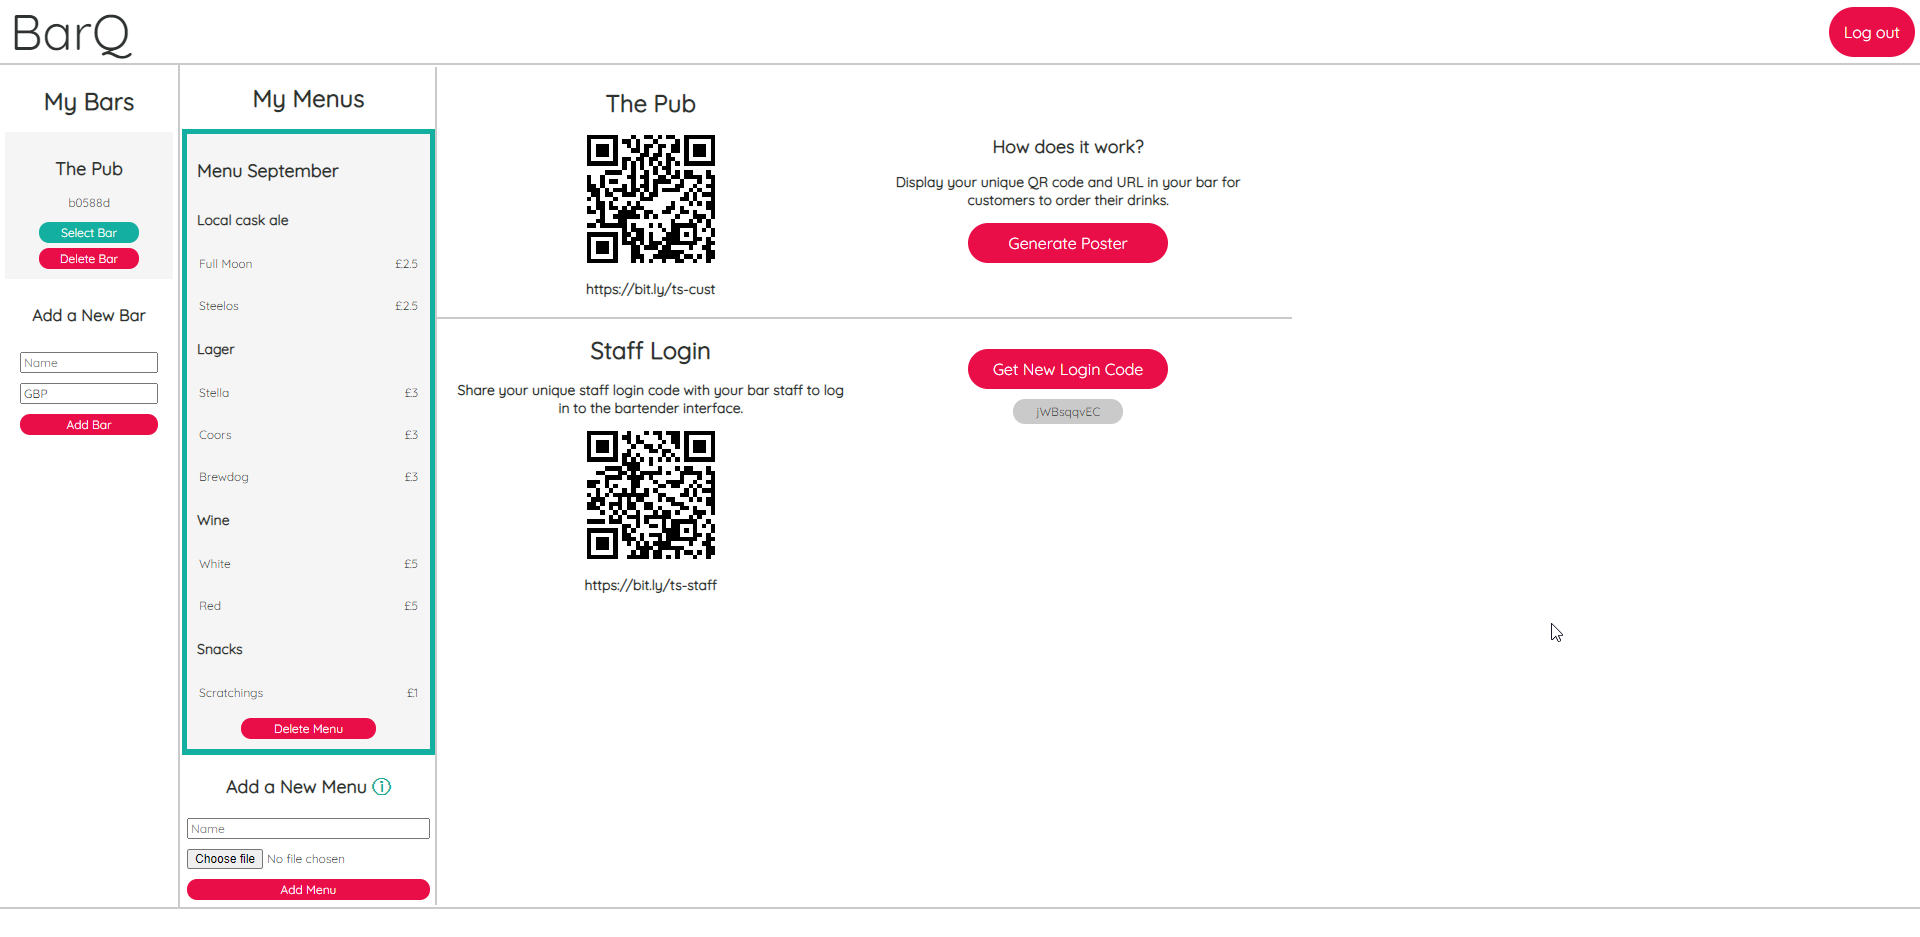 BarQ
Log out
My Bars
The Pub
b0588d
Select Bar
Delete Bar
Add a New Bar
Name
GBP
Add Bar
My Menus
Menu September
Local cask ale
Full Moon £2.5
Steelos £2.5
Lager
Stella £3
Coors £3
Brewdog £3
Wine
White £5
Red £5
Snacks
Scratchings £1
Delete Menu
Add a New Menu ⓘ
Name
Choose file No file chosen
Add Menu
The Pub
https://bit.ly/ts-cust
How does it work?
Display your unique QR code and URL in your bar for
customers to order their drinks.
Generate Poster
Staff Login
Share your unique staff login code with your bar staff to log
in to the bartender interface.
https://bit.ly/ts-staff
Get New Login Code
jWBsqqvEC